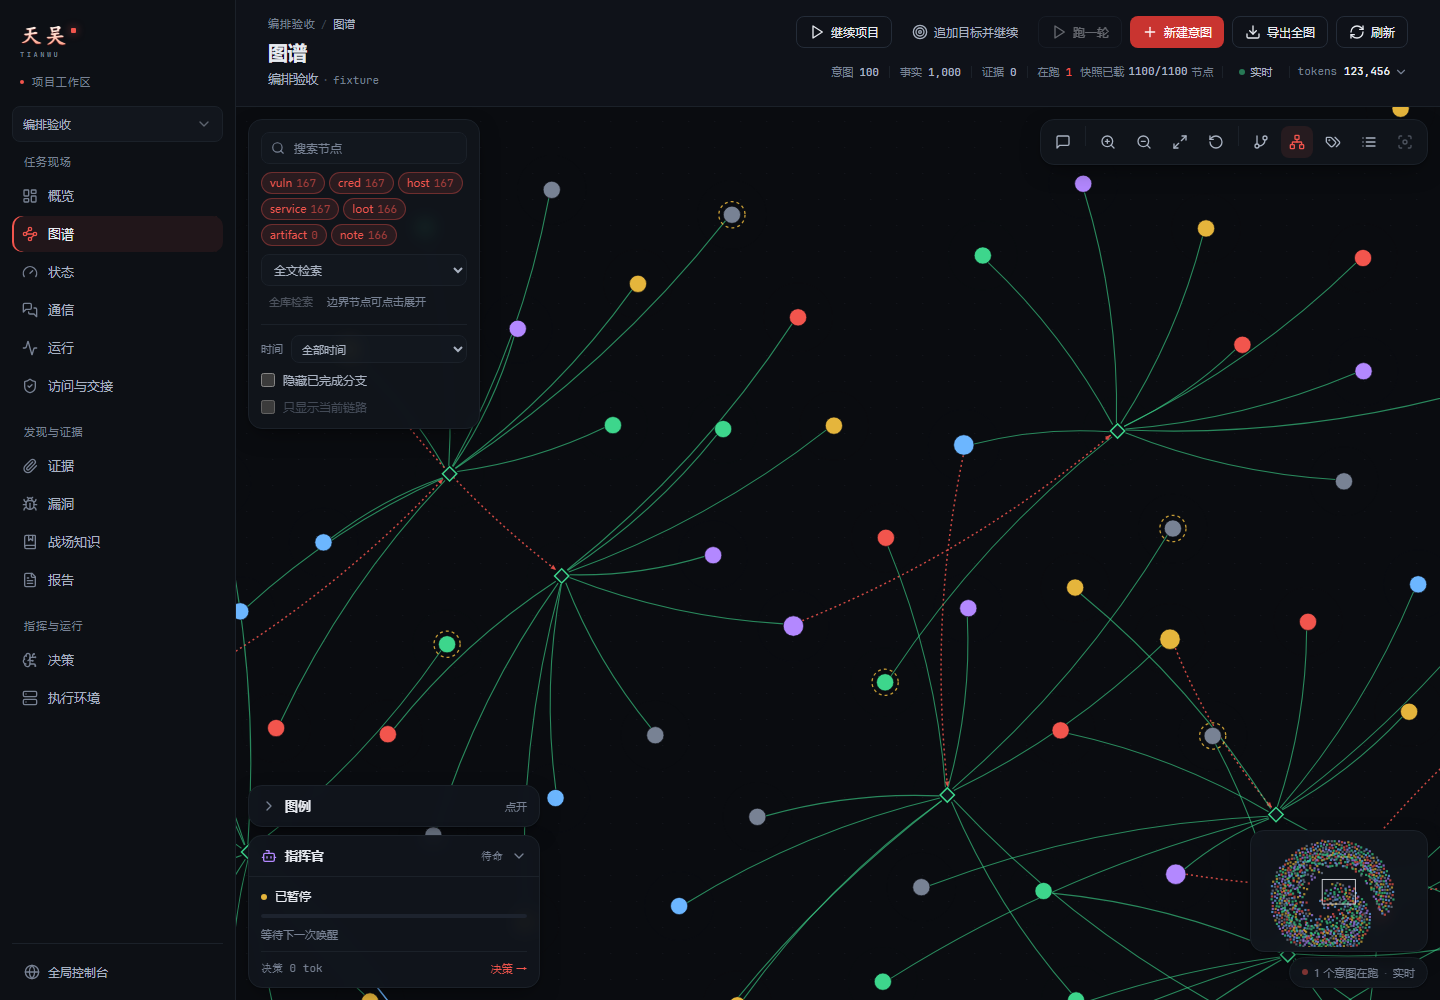 天吴
TIANWU
项目工作区
编排验收
任务现场
概览
图谱
状态
通信
运行
访问与交接
发现与证据
证据
漏洞
战场知识
报告
指挥与运行
决策
执行环境
全局控制台
编排验收 / 图谱
图谱
编排验收 · fixture
继续项目
追加目标并继续
跑一轮
新建意图
导出全图
刷新
意图 100
事实 1,000
证据 0
在跑 1
快照已载 1100/1100 节点
实时
tokens 123,456
搜索节点
vuln 167
cred 167
host 167
service 167
loot 166
artifact 0
note 166
全文检索
全库检索 边界节点可点击展开
时间 全部时间
隐藏已完成分支
只显示当前链路
图例 点开
指挥官 待命
已暂停
等待下一次唤醒
决策 0 tok 决策 →
1 个意图在跑 · 实时